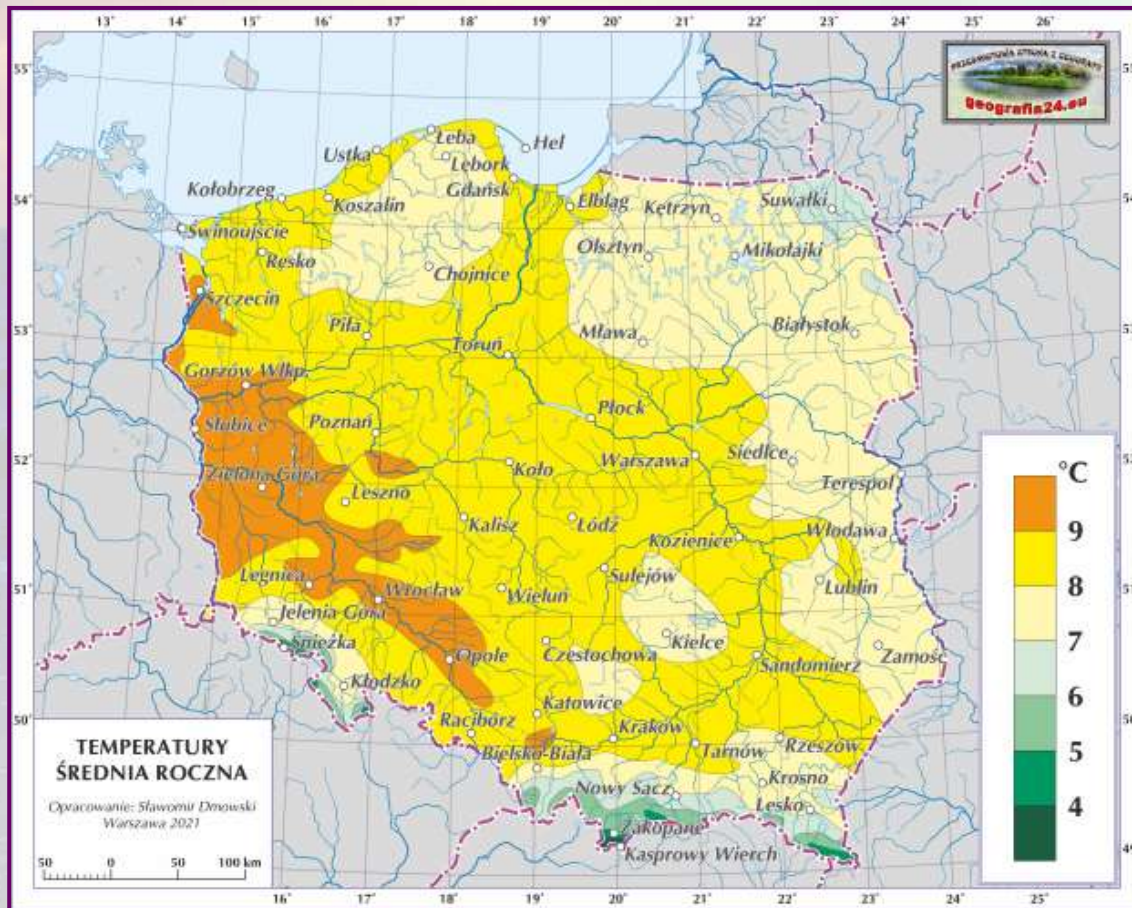 13° 14° 15° 16° 17° 18° 19° 20° 21° 22° 23° 24° 25° 26°
PRZEDMIOTOWA STRONA Z GEOGRAFII
geografia24.eu
55°
Łeba
Hel
Ustka
Lębork
Gdańsk
Kołobrzeg
Koszalin
Elbląg
Kętrzyn
Suwałki
54°
Świnoujście
Resko
Olsztyn
Mikołajki
Chojnice
Szczecin
Piła
Mława
Białystok
53°
Toruń
Gorzów Wlkp.
Płock
Słubice
Poznań
Siedlce
Warszawa
52°
Koło
Zielona Góra
Leszno
Terespol
Kalisz
Łódź
Włodawa
Kozienice
Legnica
Sulejów
Lublin
51°
Wrocław
Wieluń
Jelenia Góra
Kielce
Śnieżka
Opole
Częstochowa
Sandomierz
Zamość
Kłodzko
Katowice
50°
Racibórz
Kraków
Bielsko-Biała
Tarnów
Rzeszów
Krosno
Nowy Sącz
Lesko
Zakopane
Kasprowy Wierch
TEMPERATURY
ŚREDNIA ROCZNA
Opracowanie: Sławomir Dmowski
Warszawa 2021
50 0 50 100 km
°C
9
8
7
6
5
4
15° 16° 17° 18° 19° 20° 21° 22° 23° 24° 25°